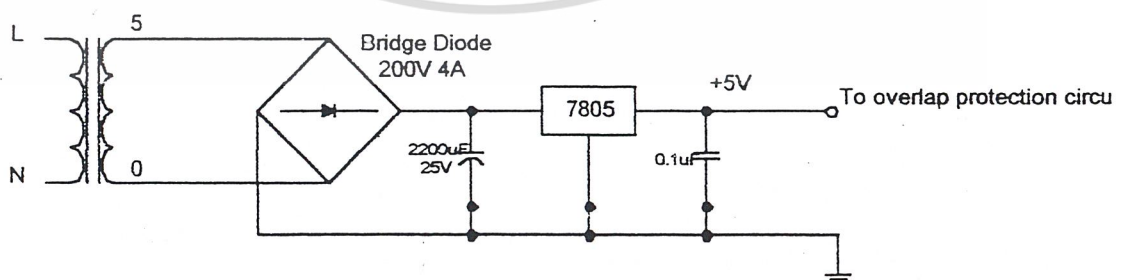 L
5
Bridge Diode
200V 4A
7805
+5V
To overlap protection circu
2200uF
25V
0.1uF
N
0